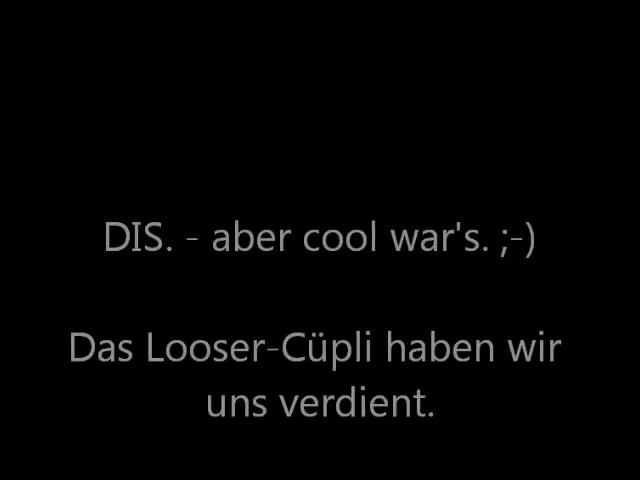 DIS. - aber cool war's. ;-)
Das Looser-Cüpli haben wir
uns verdient.